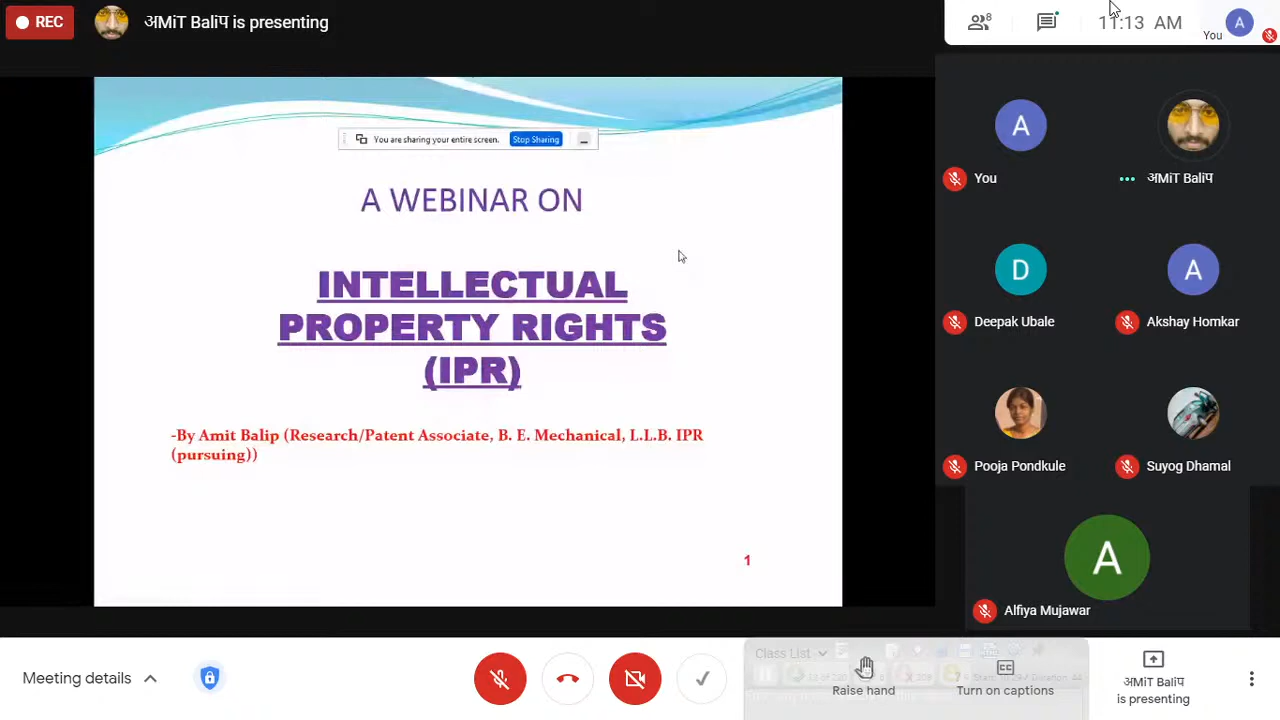 REC
अMiT Baliप is presenting
8
11:13 AM
You
A
You are sharing your entire screen.
Stop Sharing
A WEBINAR ON
INTELLECTUAL
PROPERTY RIGHTS
(IPR)
-By Amit Balip (Research/Patent Associate, B. E. Mechanical, L.L.B. IPR
(pursuing))
1
A
You
अMiT Baliप
D
Deepak Ubale
A
Akshay Homkar
Pooja Pondkule
Suyog Dhamal
A
Alfiya Mujawar
Meeting details
Class List
Raise hand
Turn on captions
अMiT Baliप
is presenting